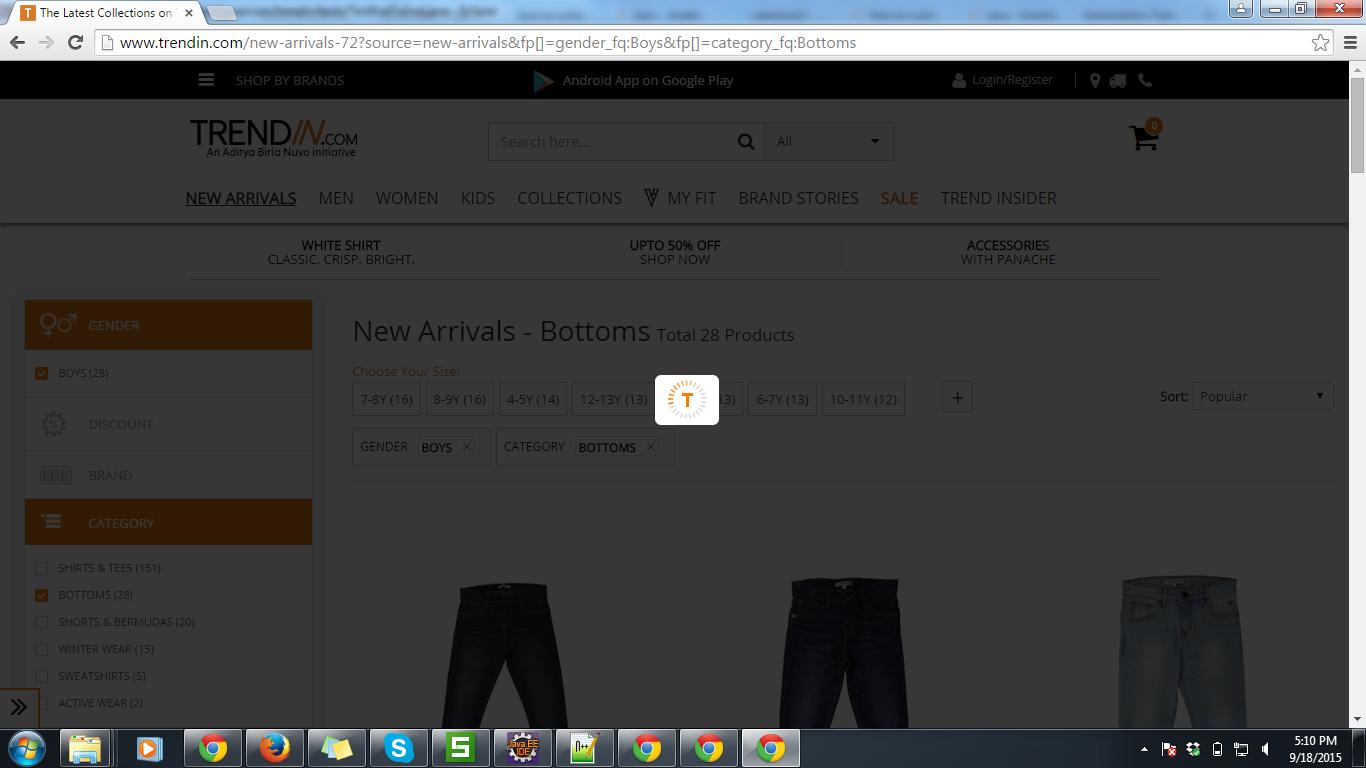 The Latest Collections on
www.trendin.com/new-arrivals-72?source=new-arrivals&fp[]=gender_fq:Boys&fp[]=category_fq:Bottoms
SHOP BY BRANDS
Android App on Google Play
Login/Register
TRENDIN.COM
An Aditya Birla Nuvo initiative
Search here...
All
0
NEW ARRIVALS MEN WOMEN KIDS COLLECTIONS MY FIT BRAND STORIES SALE TREND INSIDER
WHITE SHIRT
CLASSIC. CRISP. BRIGHT.
UPTO 50% OFF
SHOP NOW
ACCESSORIES
WITH PANACHE
GENDER
BOYS (28)
DISCOUNT
BRAND
CATEGORY
SHIRTS & TEES (151)
BOTTOMS (28)
SHORTS & BERMUDAS (20)
WINTER WEAR (15)
SWEATSHIRTS (5)
ACTIVE WEAR (2)
New Arrivals - Bottoms Total 28 Products
Choose Your Size:
7-8Y (16) 8-9Y (16) 4-5Y (14) 12-13Y (13) T 13) 6-7Y (13) 10-11Y (12) +
Sort: Popular
GENDER BOYS × CATEGORY BOTTOMS ×
5:10 PM
9/18/2015